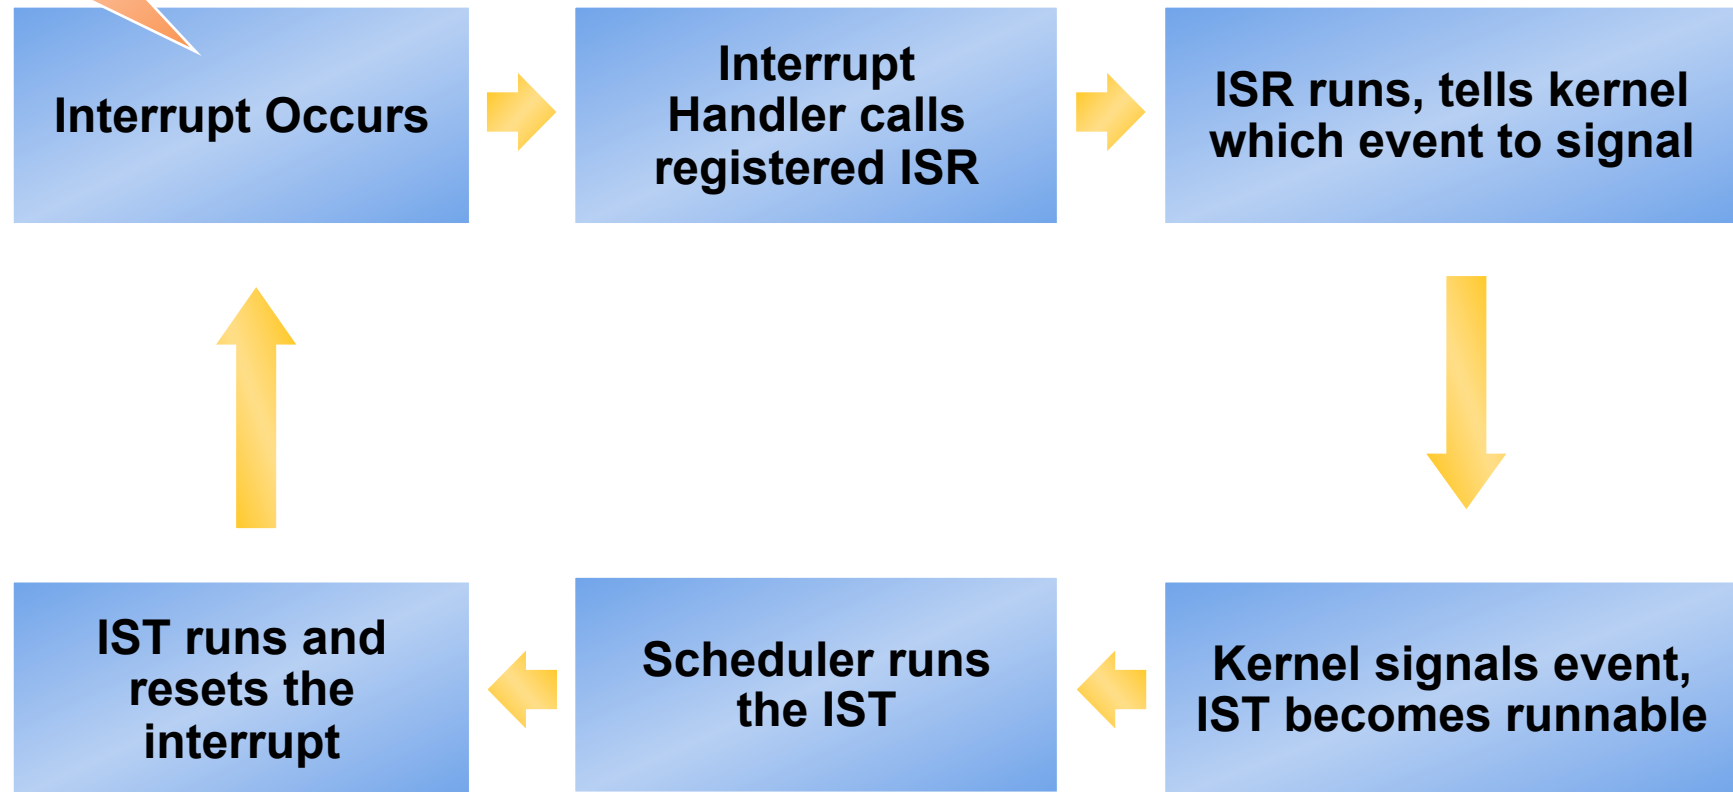 Interrupt Occurs
Interrupt
Handler calls
registered ISR
ISR runs, tells kernel
which event to signal
Kernel signals event,
IST becomes runnable
Scheduler runs
the IST
IST runs and
resets the
interrupt